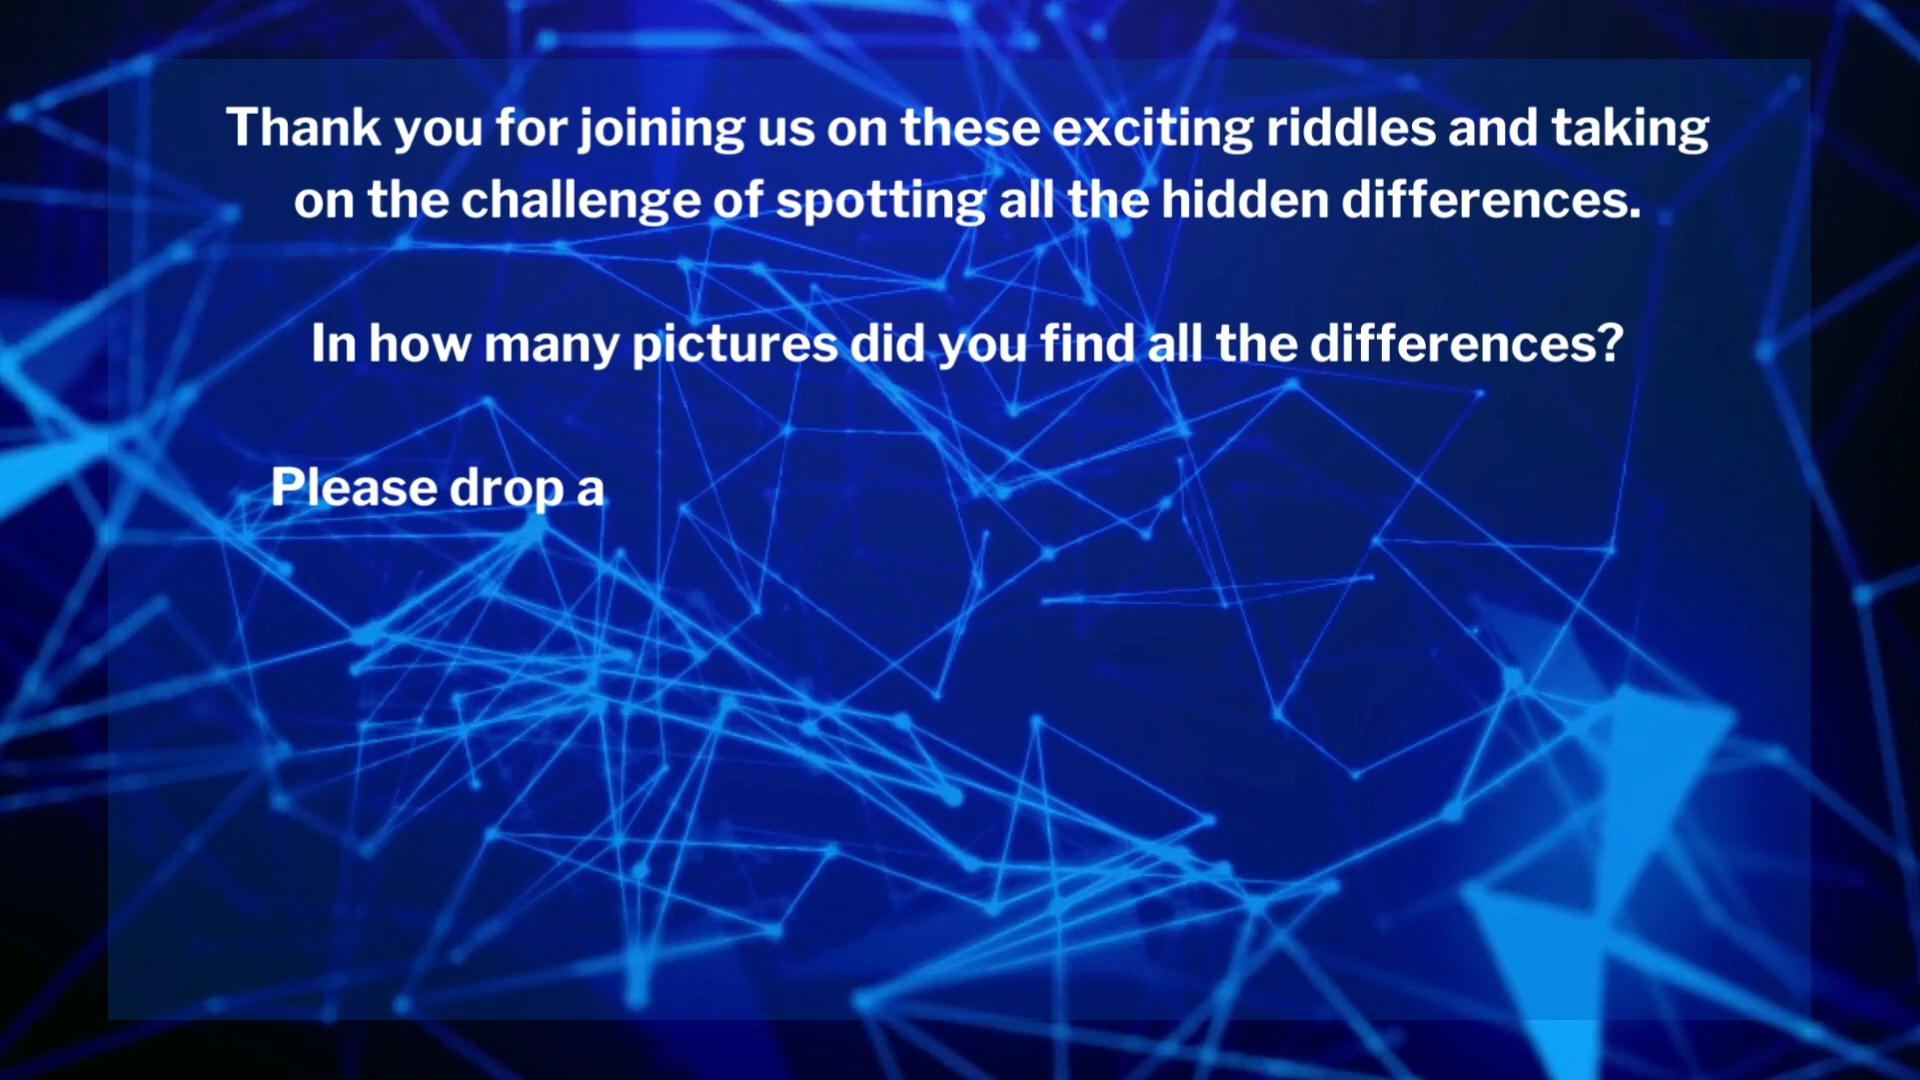 Thank you for joining us on these exciting riddles and taking
on the challenge of spotting all the hidden differences.
In how many pictures did you find all the differences?
Please drop a